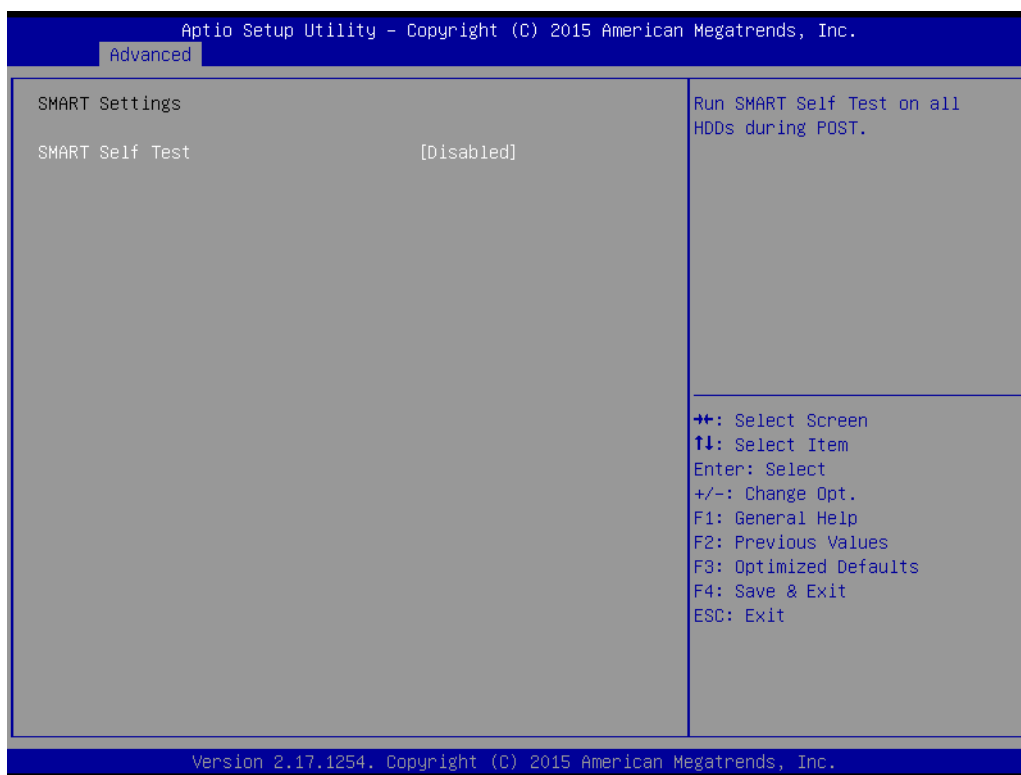 Aptio Setup Utility – Copyright (C) 2015 American Megatrends, Inc.
Advanced
SMART Settings
SMART Self Test [Disabled]
Run SMART Self Test on all
HDDs during POST.
→←: Select Screen
↑↓: Select Item
Enter: Select
+/-: Change Opt.
F1: General Help
F2: Previous Values
F3: Optimized Defaults
F4: Save & Exit
ESC: Exit
Version 2.17.1254. Copyright (C) 2015 American Megatrends, Inc.